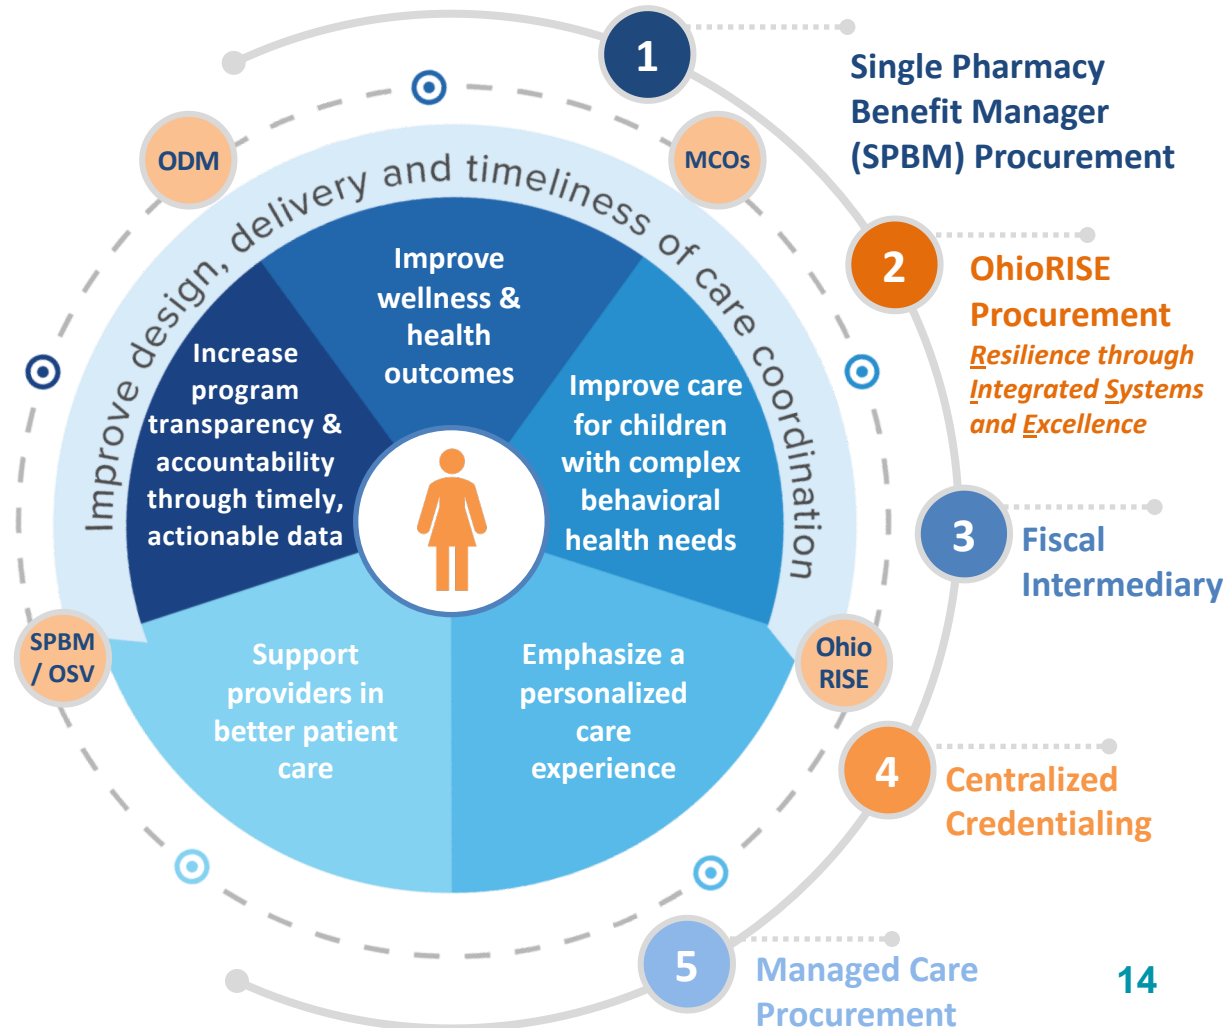 1
Single Pharmacy
Benefit Manager
(SPBM) Procurement
2
OhioRISE
Procurement
Resilience through
Integrated Systems
and Excellence
3
Fiscal
Intermediary
4
Centralized
Credentialing
5
Managed Care
Procurement
ODM
MCOs
SPBM
/ OSV
Ohio
RISE
Improve design, delivery and timeliness of care coordination
Improve
wellness &
health
outcomes
Increase
program
transparency &
accountability
through timely,
actionable data
Improve care
for children
with complex
behavioral
health needs
Support
providers in
better patient
care
Emphasize a
personalized
care
experience
14